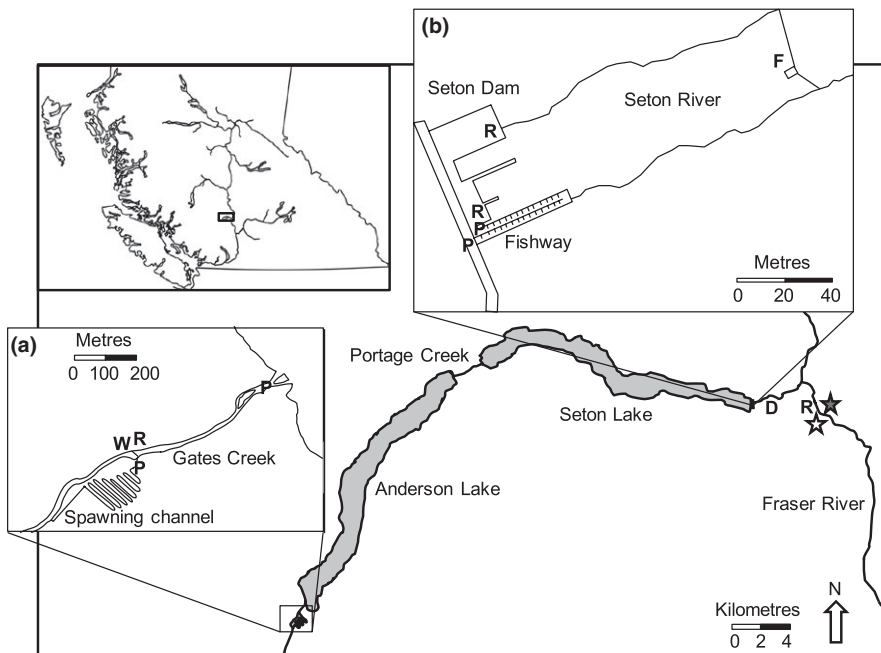 (b)
F
Seton Dam
Seton River
R
R
P
P
Fishway
Metres
0 20 40
(a)
Metres
0 100 200
P
W R
Gates Creek
P
Spawning channel
Portage Creek
Seton Lake
D
R
Anderson Lake
Fraser River
N
Kilometres
0 2 4